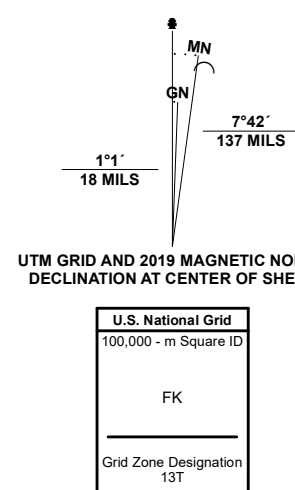 MN
GN
7°42´
137 MILS
1°1´
18 MILS
UTM GRID AND 2019 MAGNETIC NO
DECLINATION AT CENTER OF SHE
U.S. National Grid
100,000 - m Square ID
FK
Grid Zone Designation
13T